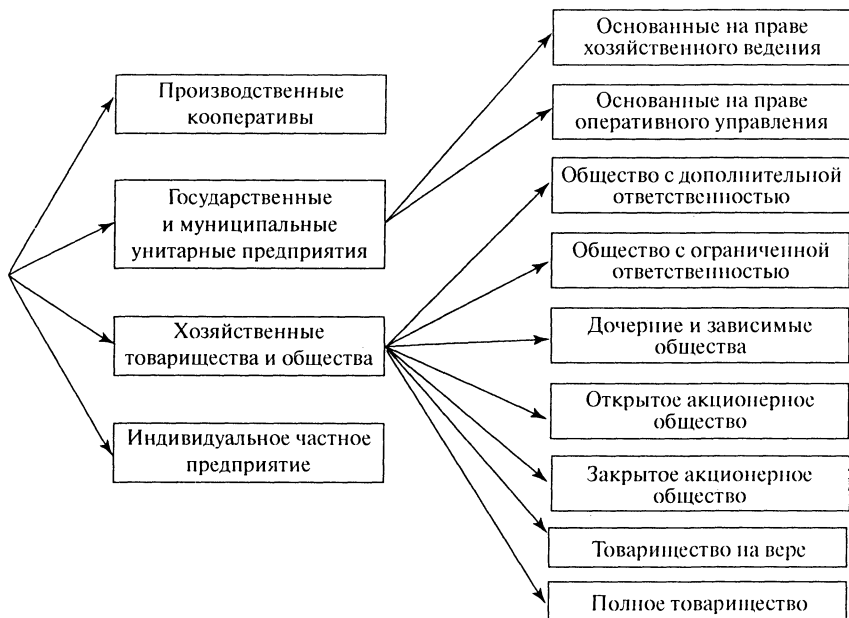 Производственные
кооперативы
Государственные
и муниципальные
унитарные предприятия
Хозяйственные
товарищества и общества
Индивидуальное частное
предприятие
Основанные на праве
хозяйственного ведения
Основанные на праве
оперативного управления
Общество с дополнительной
ответственностью
Общество с ограниченной
ответственностью
Дочерние и зависимые
общества
Открытое акционерное
общество
Закрытое акционерное
общество
Товарищество на вере
Полное товарищество